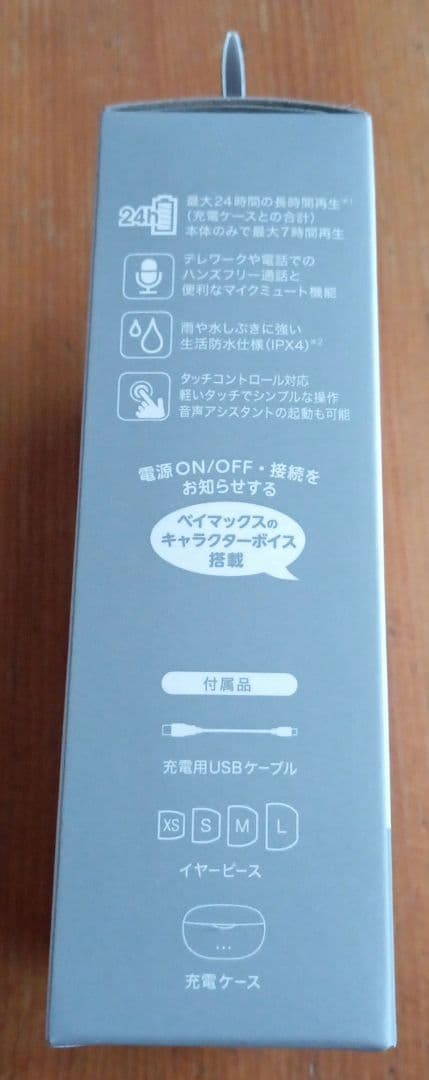 24h
最大24時間の長時間再生※1
(充電ケースとの合計)
本体のみで最大7時間再生
テレワークや電話での
ハンズフリー通話と
便利なマイクミュート機能
雨や水しぶきに強い
生活防水仕様(IPX4)※2
タッチコントロール対応
軽いタッチでシンプルな操作
音声アシスタントの起動も可能
電源ON/OFF・接続を
お知らせする
ベイマックスの
キャラクターボイス
搭載
付属品
充電用USBケーブル
XS S M L
イヤーピース
充電ケース